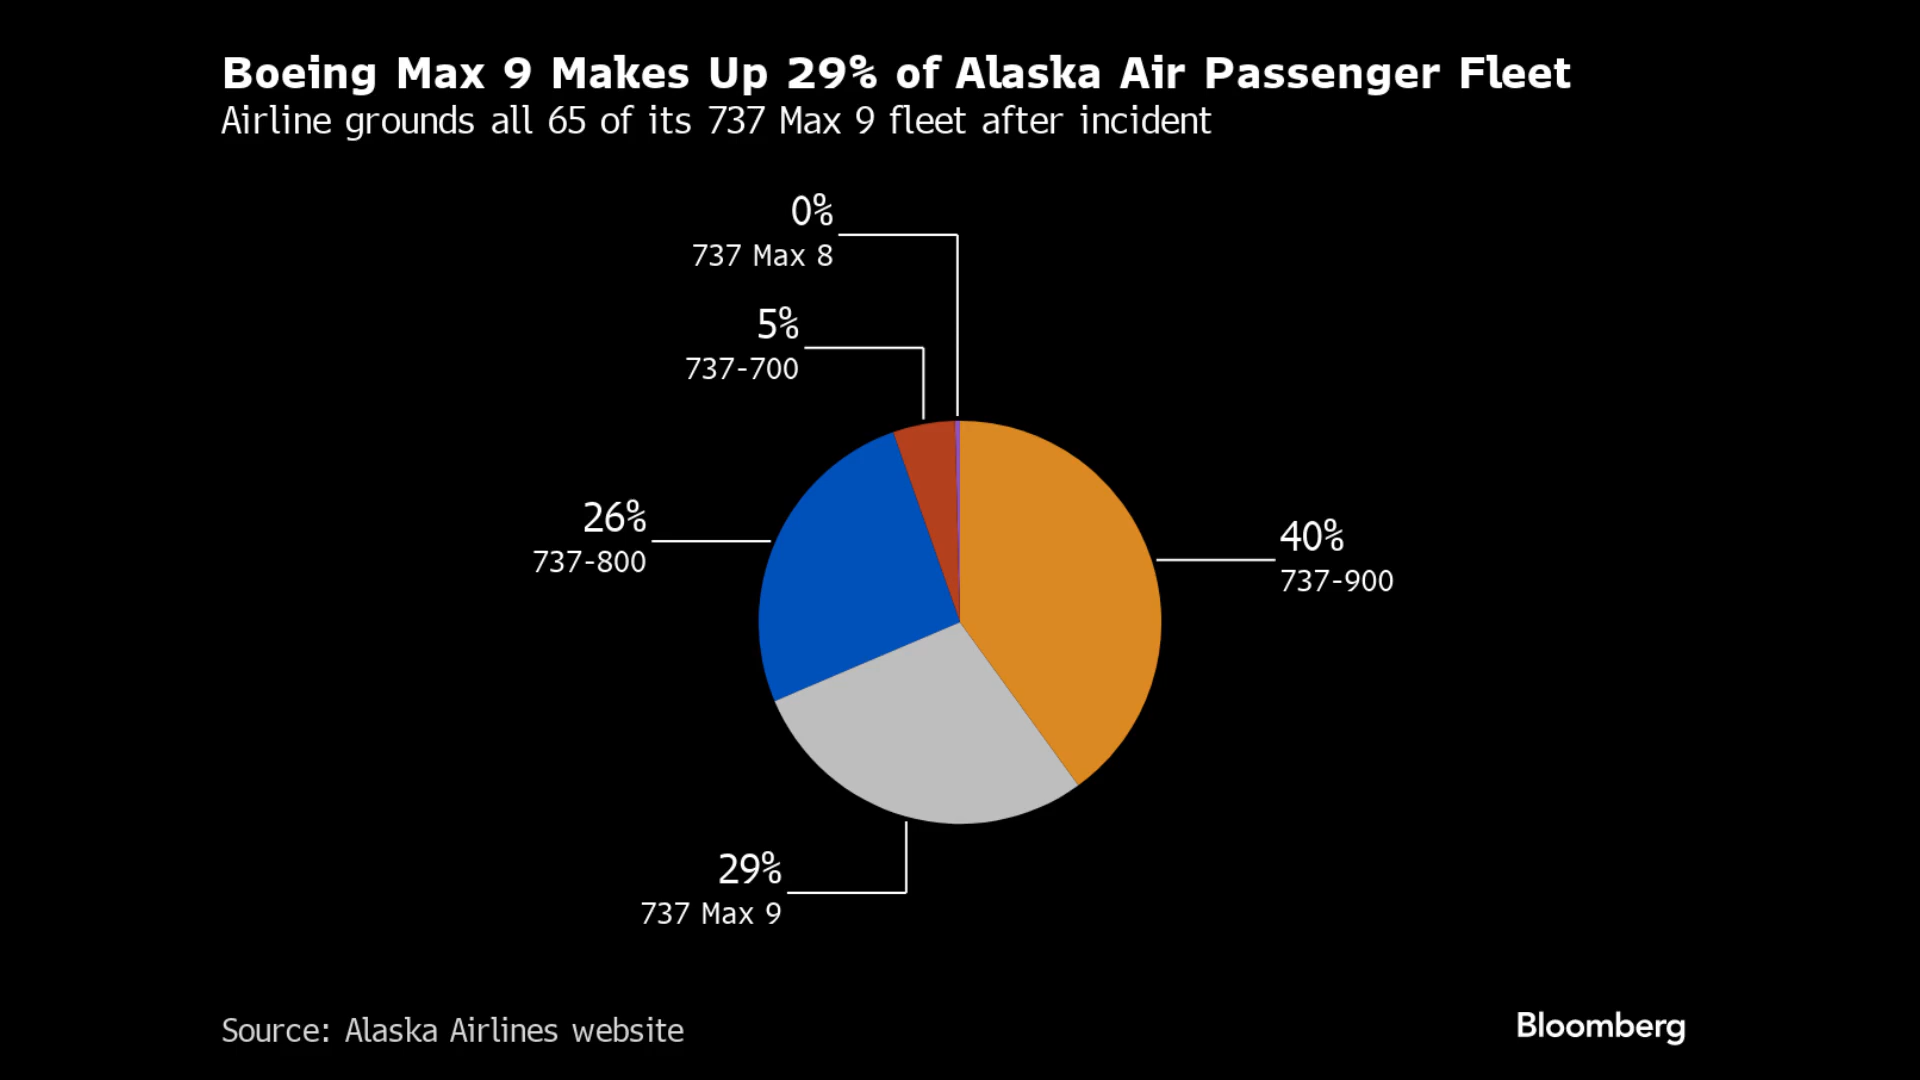 Boeing Max 9 Makes Up 29% of Alaska Air Passenger Fleet
Airline grounds all 65 of its 737 Max 9 fleet after incident
0%
737 Max 8
5%
737-700
26%
737-800
40%
737-900
29%
737 Max 9
Source: Alaska Airlines website
Bloomberg